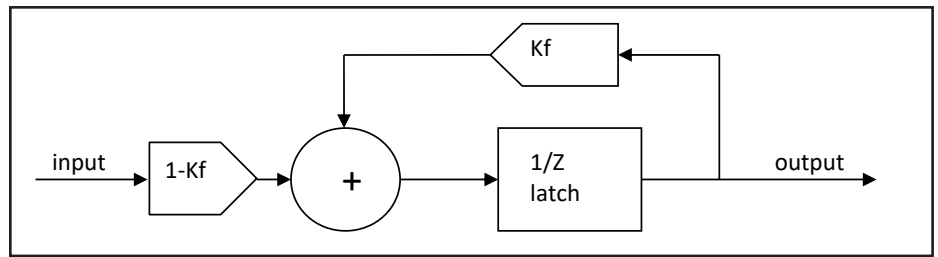 Kf
input
1-Kf
+
1/Z
latch
output